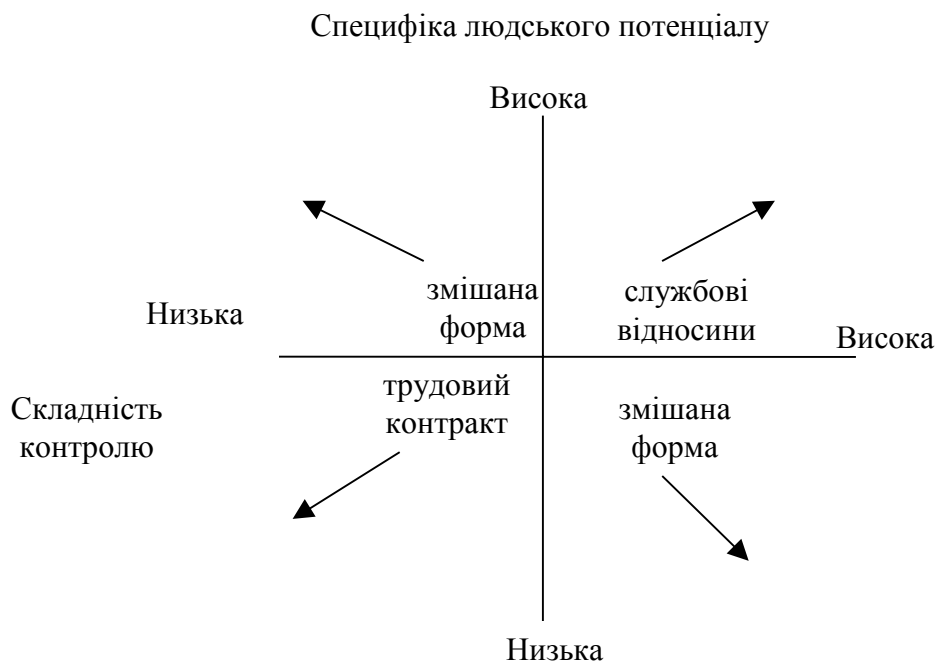 Специфіка людського потенціалу
Висока
змішана
форма
службові
відносини
Низька
Висока
Складність
контролю
трудовий
контракт
змішана
форма
Низька